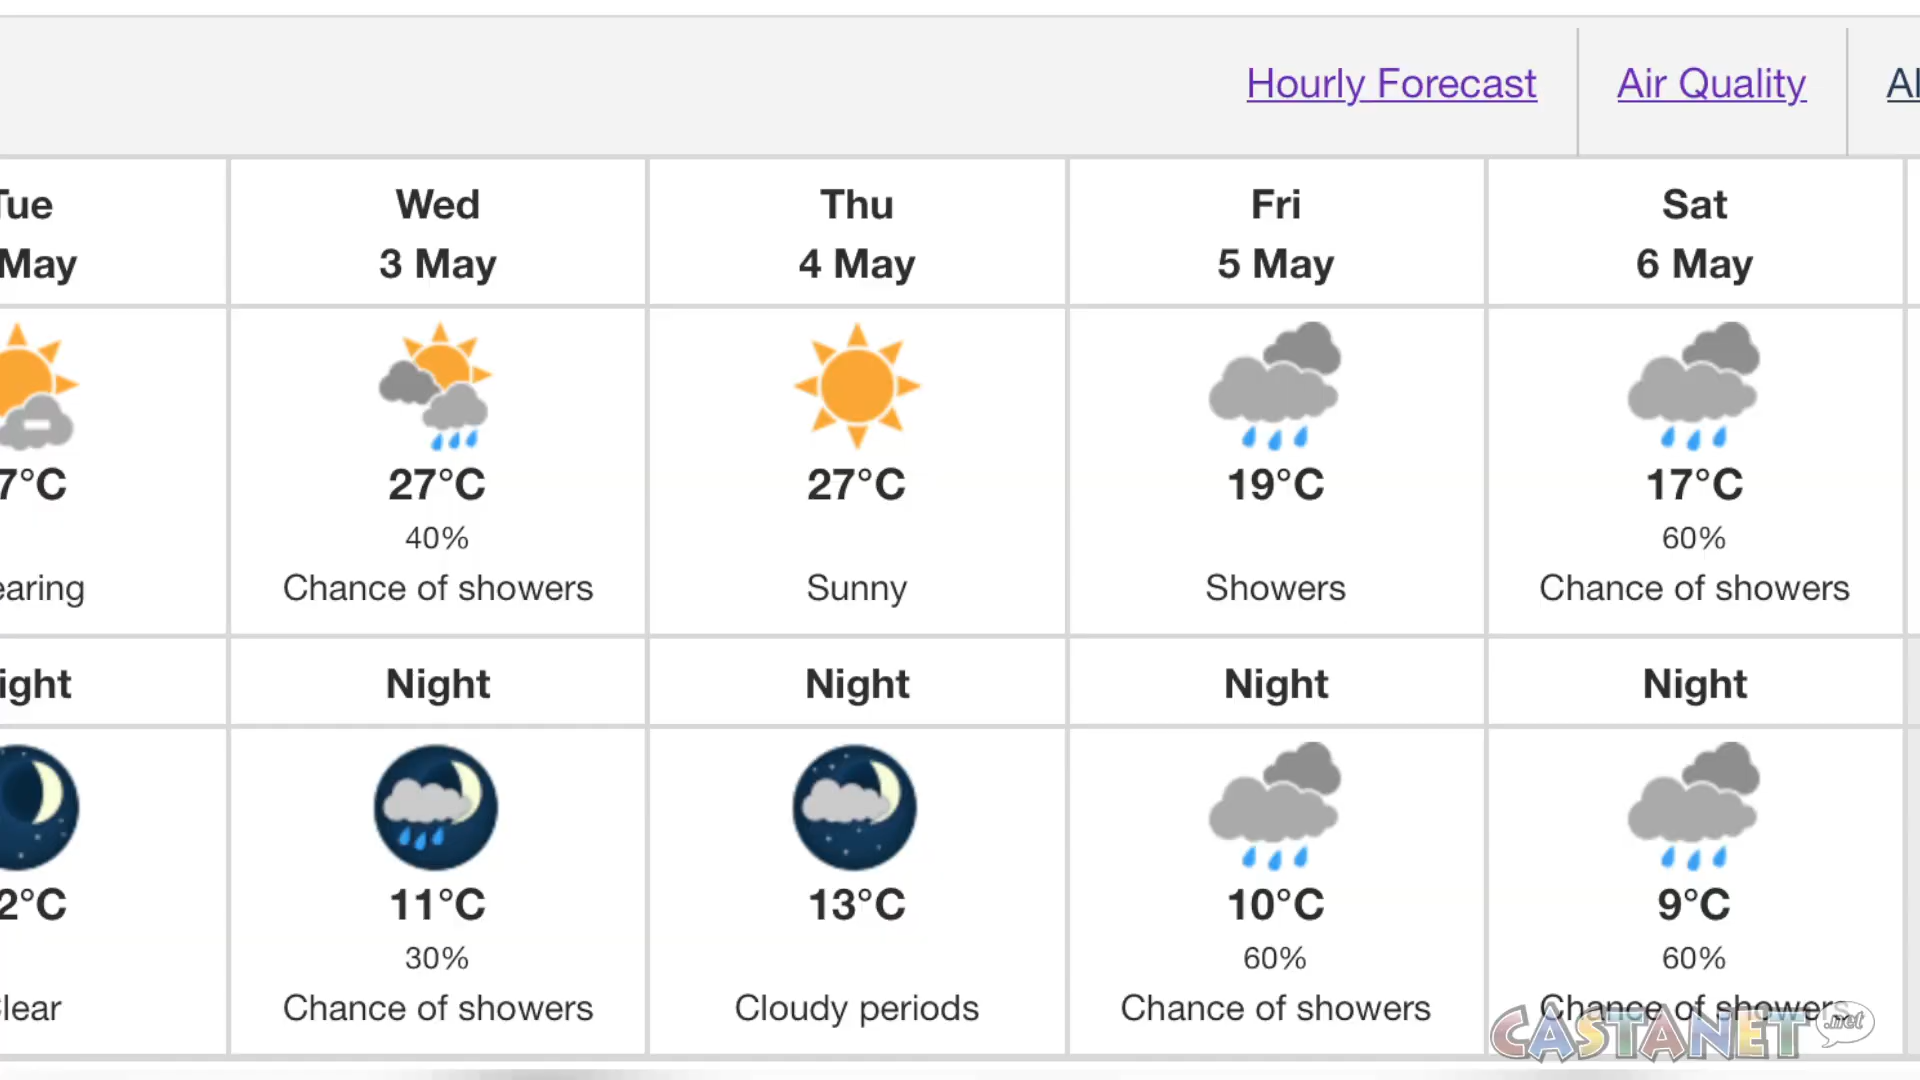 Hourly Forecast Air Quality Al
Tue Wed Thu Fri Sat
May 3 May 4 May 5 May 6 May
7°C 27°C 27°C 19°C 17°C
40% 60%
earing Chance of showers Sunny Showers Chance of showers
ight Night Night Night Night
2°C 11°C 13°C 10°C 9°C
30% 60% 60%
lear Chance of showers Cloudy periods Chance of showers Chance of showers
CASTANET.net